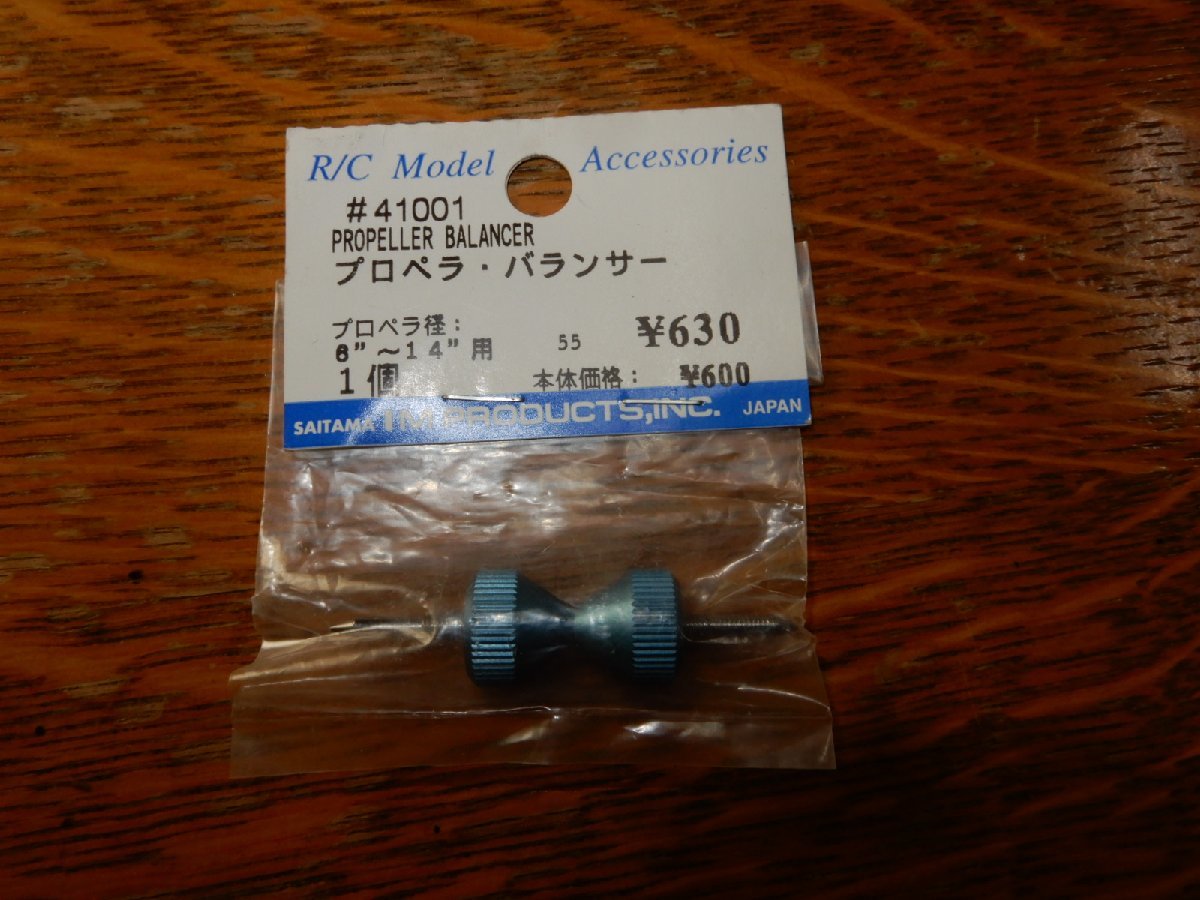 R/C Model Accessories
#41001
PROPELLER BALANCER
プロペラ・バランサー
プロペラ径:
6"～14"用 55 ¥630
1個 本体価格: ¥600
SAITAMA IM PRODUCTS,INC. JAPAN